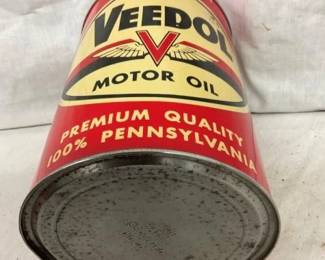 VEEDOL
V
MOTOR OIL
PREMIUM QUALITY
100% PENNSYLVANIA